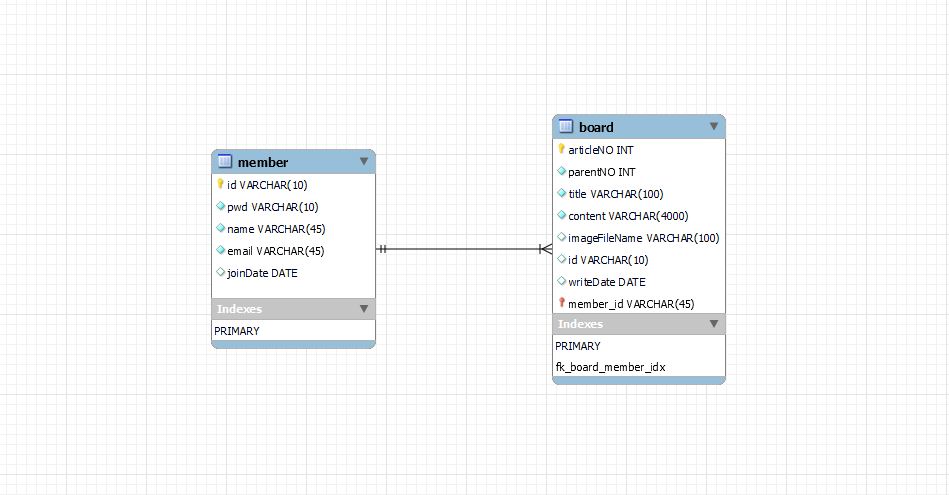 member
id VARCHAR(10)
pwd VARCHAR(10)
name VARCHAR(45)
email VARCHAR(45)
joinDate DATE
Indexes
PRIMARY
board
articleNO INT
parentNO INT
title VARCHAR(100)
content VARCHAR(4000)
imageFileName VARCHAR(100)
id VARCHAR(10)
writeDate DATE
member_id VARCHAR(45)
Indexes
PRIMARY
fk_board_member_idx